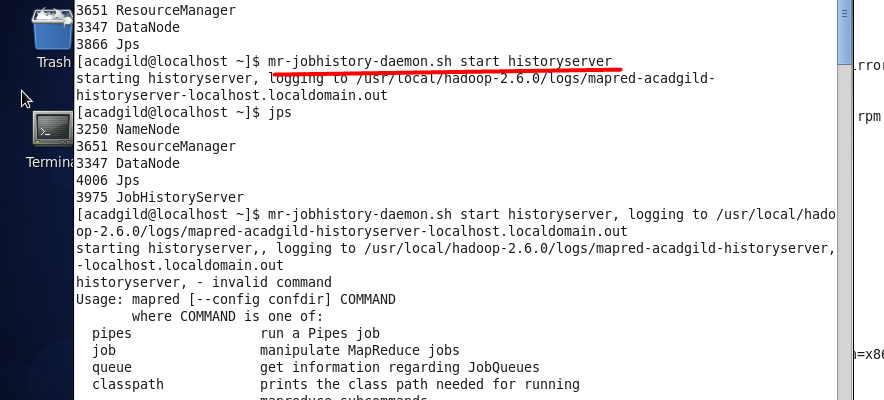 3651 ResourceManager
3347 DataNode
3866 Jps
[acadgild@localhost ~]$ mr-jobhistory-daemon.sh start historyserver
starting historyserver, logging to /usr/local/hadoop-2.6.0/logs/mapred-acadgild-
historyserver-localhost.localdomain.out
[acadgild@localhost ~]$ jps
3250 NameNode
3651 ResourceManager
3347 DataNode
4006 Jps
3975 JobHistoryServer
[acadgild@localhost ~]$ mr-jobhistory-daemon.sh start historyserver, logging to /usr/local/hado
op-2.6.0/logs/mapred-acadgild-historyserver-localhost.localdomain.out
starting historyserver,, logging to /usr/local/hadoop-2.6.0/logs/mapred-acadgild-historyserver,
-localhost.localdomain.out
historyserver, - invalid command
Usage: mapred [--config confdir] COMMAND
where COMMAND is one of:
pipes run a Pipes job
job manipulate MapReduce jobs
queue get information regarding JobQueues
classpath prints the class path needed for running
mapreduce subcommands
Trash
Termina
rror
rpm
=x86